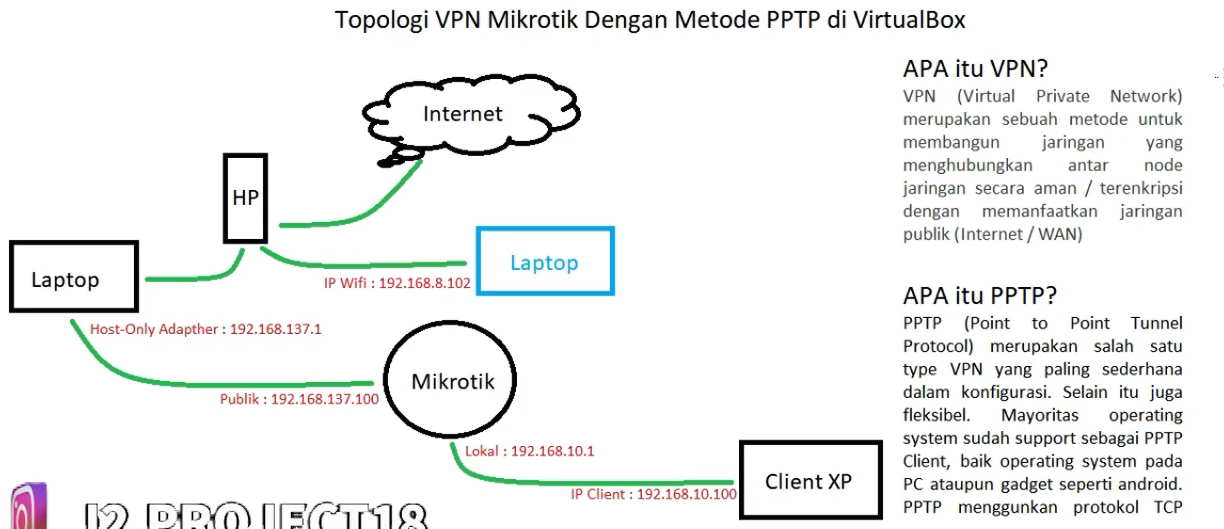 Topologi VPN Mikrotik Dengan Metode PPTP di VirtualBox
Internet
HP
Laptop
Laptop
IP Wifi : 192.168.8.102
Host-Only Adapther : 192.168.137.1
Mikrotik
Publik : 192.168.137.100
Lokal : 192.168.10.1
Client XP
IP Client : 192.168.10.100
J2 PROJECT18
APA itu VPN?
VPN (Virtual Private Network)
merupakan sebuah metode untuk
membangun jaringan yang
menghubungkan antar node
jaringan secara aman / terenkripsi
dengan memanfaatkan jaringan
publik (Internet / WAN)
APA itu PPTP?
PPTP (Point to Point Tunnel
Protocol) merupakan salah satu
type VPN yang paling sederhana
dalam konfigurasi. Selain itu juga
fleksibel. Mayoritas operating
system sudah support sebagai PPTP
Client, baik operating system pada
PC ataupun gadget seperti android.
PPTP menggunkan protokol TCP